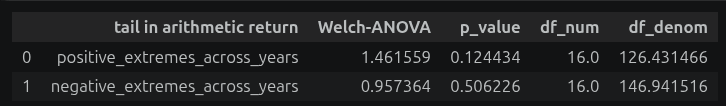 tail in arithmetic return Welch-ANOVA p_value df_num df_denom
0 positive_extremes_across_years 1.461559 0.124434 16.0 126.431466
1 negative_extremes_across_years 0.957364 0.506226 16.0 146.941516